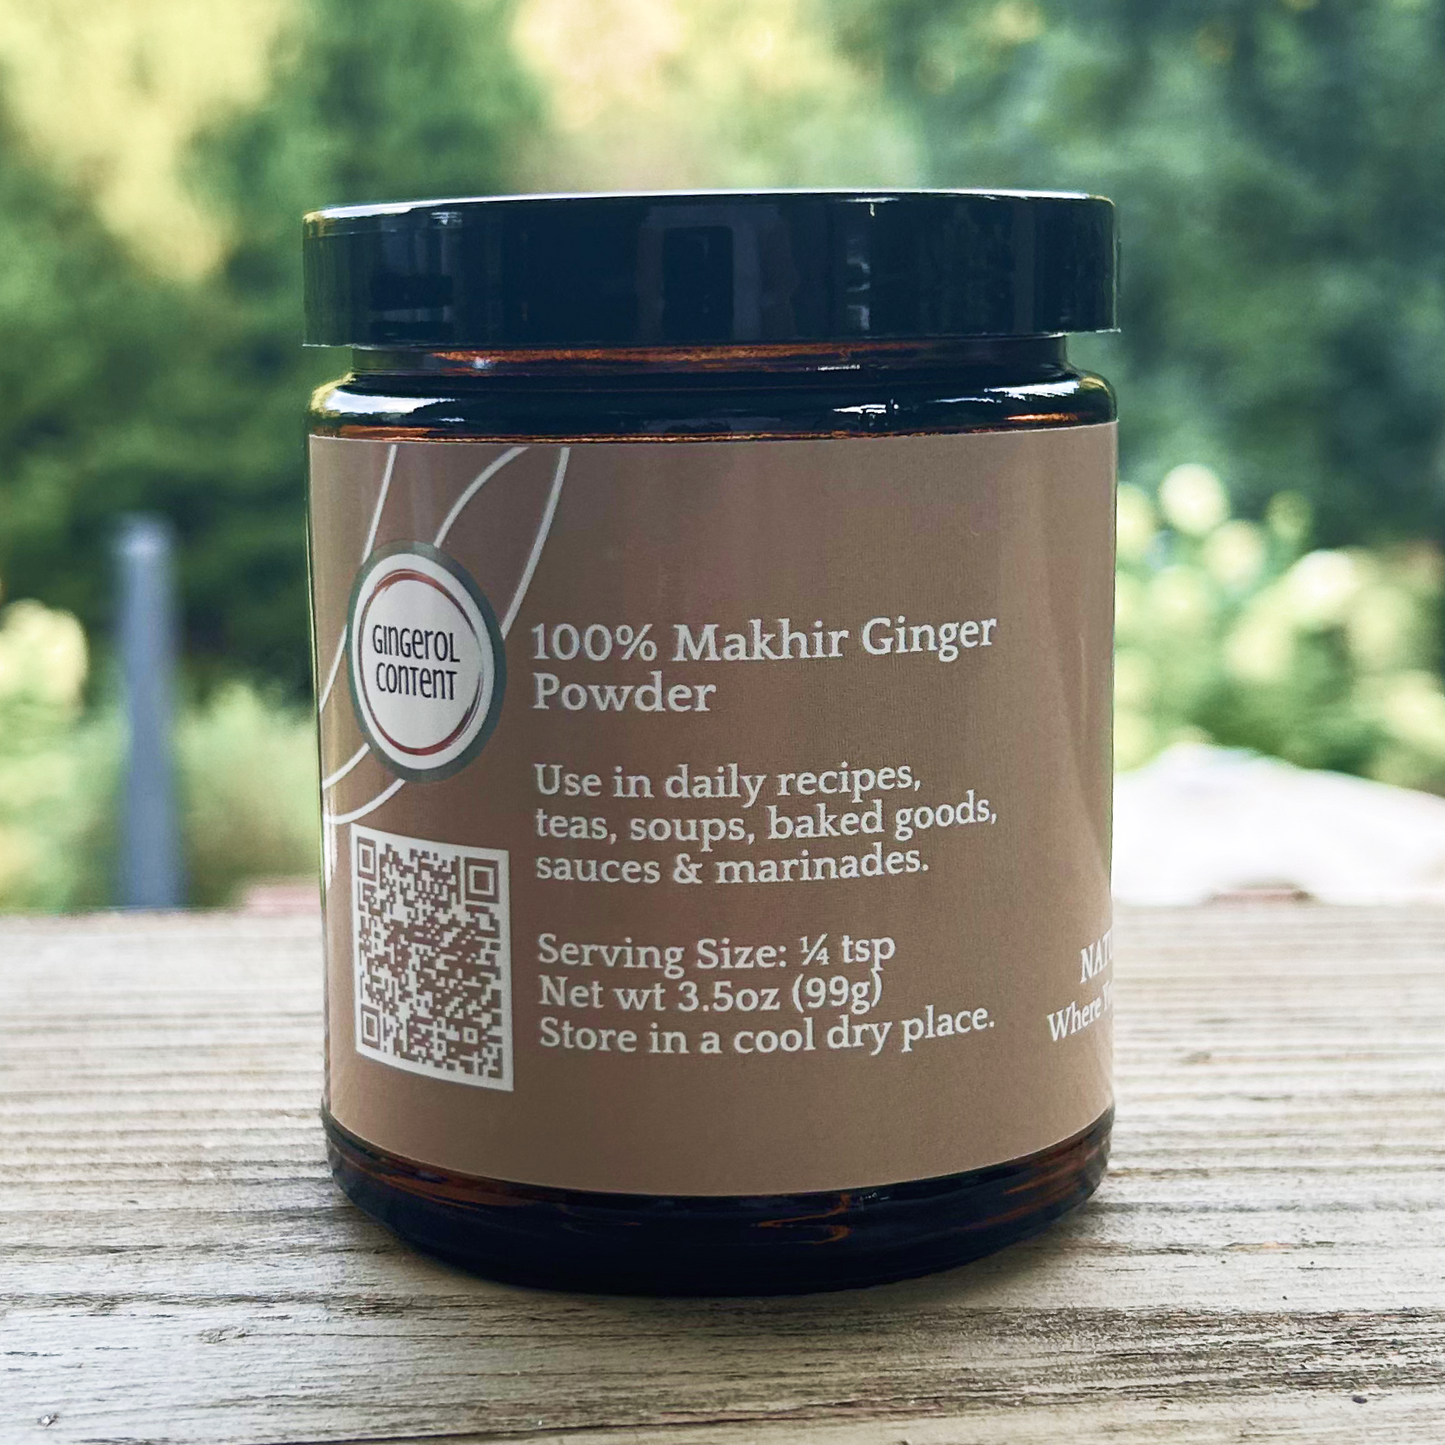 GINGEROL
CONTENT
100% Makhir Ginger
Powder
Use in daily recipes,
teas, soups, baked goods,
sauces & marinades.
Serving Size: ¼ tsp
Net wt 3.5oz (99g)
Store in a cool dry place.
Where